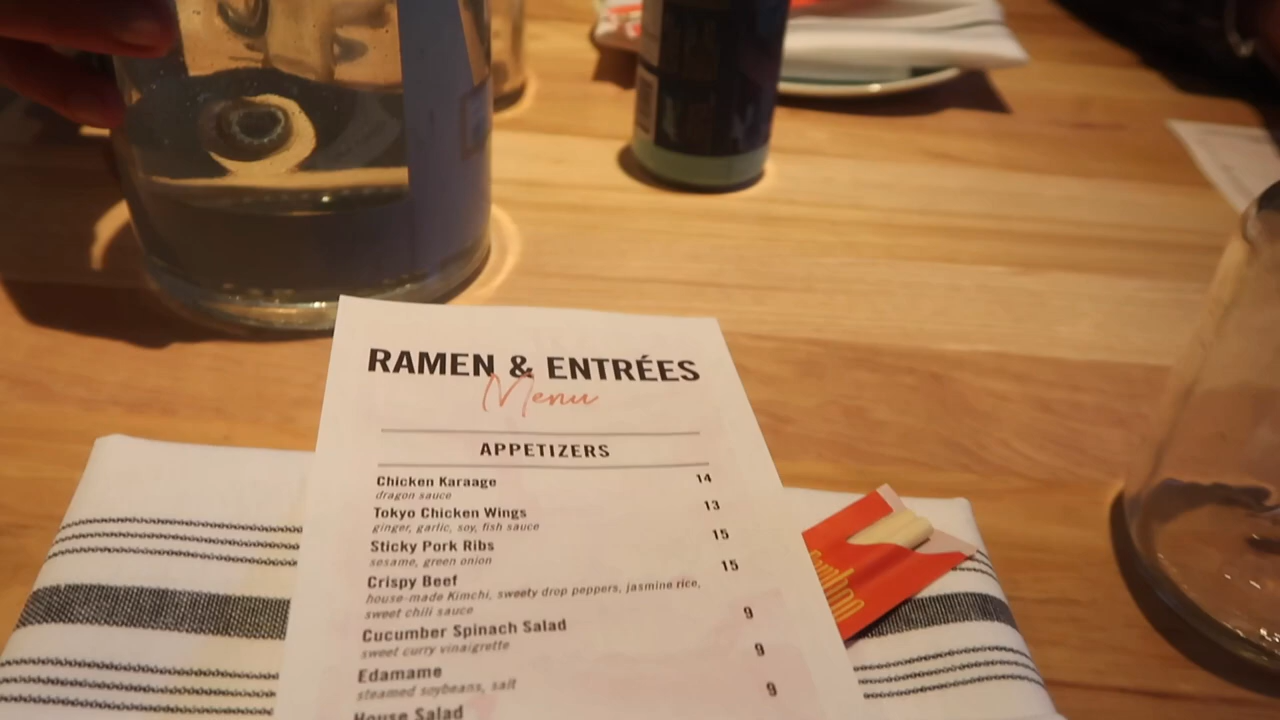 RAMEN & ENTRÉES
Menu
APPETIZERS
Chicken Karaage 14
dragon sauce
Tokyo Chicken Wings 13
ginger, garlic, soy, fish sauce
Sticky Pork Ribs 15
sesame, green onion
Crispy Beef 15
house-made Kimchi, sweety drop peppers, jasmine rice,
sweet chili sauce
Cucumber Spinach Salad 9
sweet curry vinaigrette
Edamame 9
steamed soybeans, salt
House Salad 9